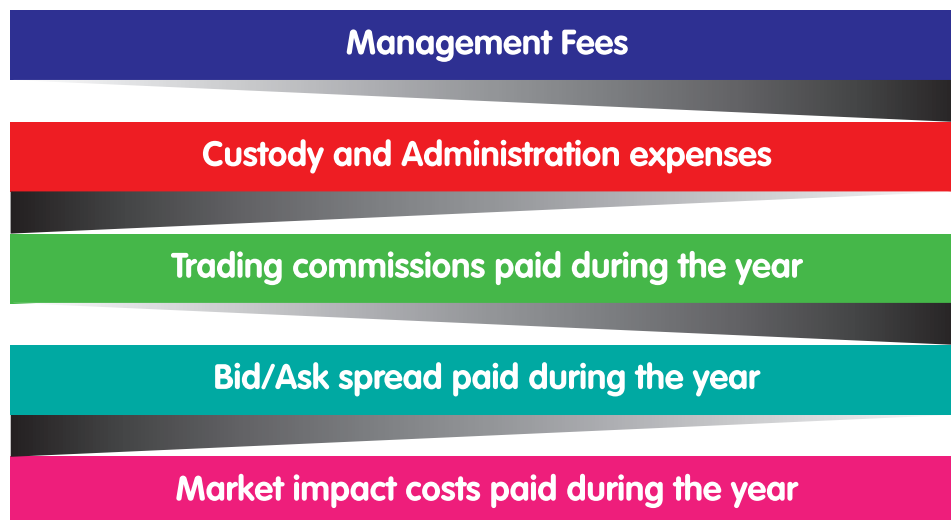 Management Fees
Custody and Administration expenses
Trading commissions paid during the year
Bid/Ask spread paid during the year
Market impact costs paid during the year